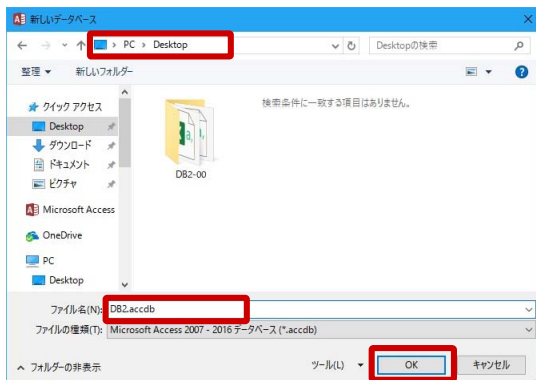 新しいデータベース
PC › Desktop
Desktopの検索
整理 ▼ 新しいフォルダー
クイック アクセス
Desktop
ダウンロード
ドキュメント
ピクチャ
Microsoft Access
OneDrive
PC
Desktop
検索条件に一致する項目はありません。
DB2-00
ファイル名(N): DB2.accdb
ファイルの種類(T): Microsoft Access 2007 - 2016 データベース (*.accdb)
フォルダーの非表示
ツール(L) ▼ OK キャンセル